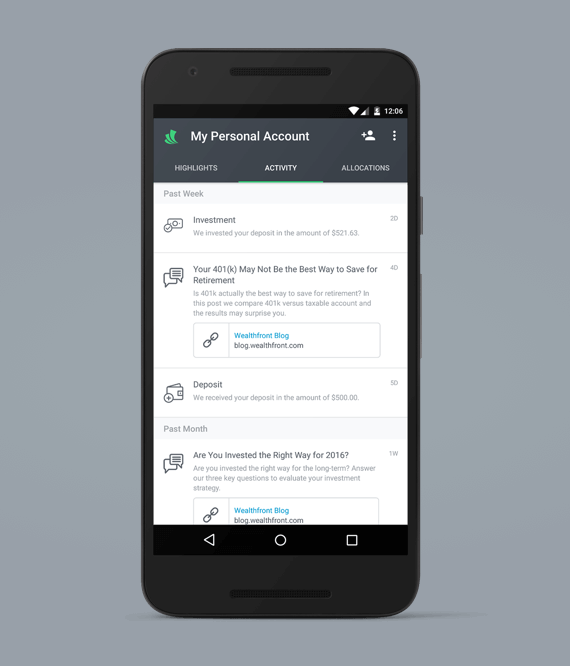 12:06
My Personal Account
HIGHLIGHTS
ACTIVITY
ALLOCATIONS
Past Week
Investment
2D
We invested your deposit in the amount of $521.63.
Your 401(k) May Not Be the Best Way to Save for
4D
Retirement
Is 401k actually the best way to save for retirement? In
this post we compare 401k versus taxable account and
the results may surprise you.
Wealthfront Blog
blog.wealthfront.com
Deposit
5D
We received your deposit in the amount of $500.00.
Past Month
Are You Invested the Right Way for 2016?
1W
Are you invested the right way for the long-term? Answer
our three key questions to evaluate your investment
strategy.
Wealthfront Blog
blog.wealthfront.com